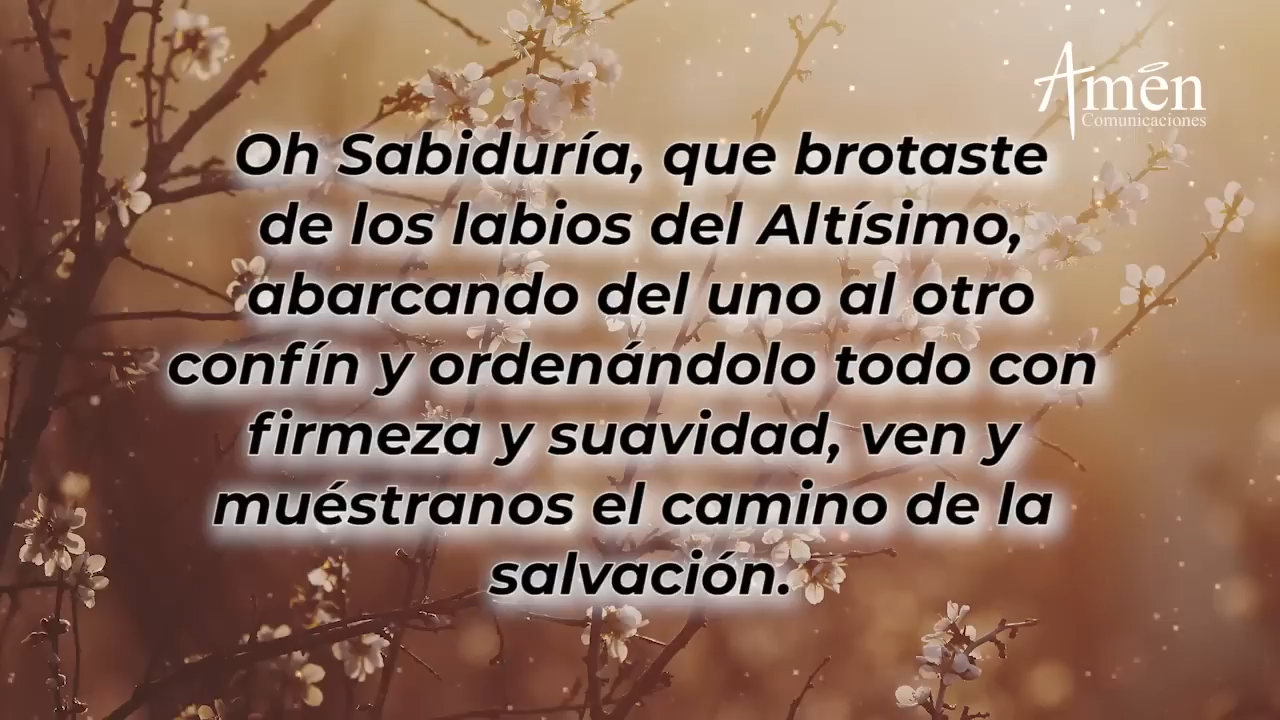 Amén
Comunicaciones
Oh Sabiduría, que brotaste
de los labios del Altísimo,
abarcando del uno al otro
confín y ordenándolo todo con
firmeza y suavidad, ven y
muéstranos el camino de la
salvación.